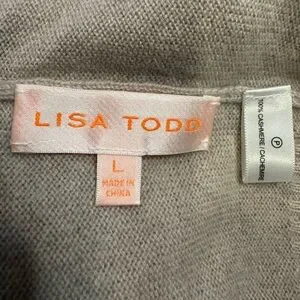 LISA TODD
L
MADE IN
CHINA
P
100% CASHMERE / CACHEMIRE